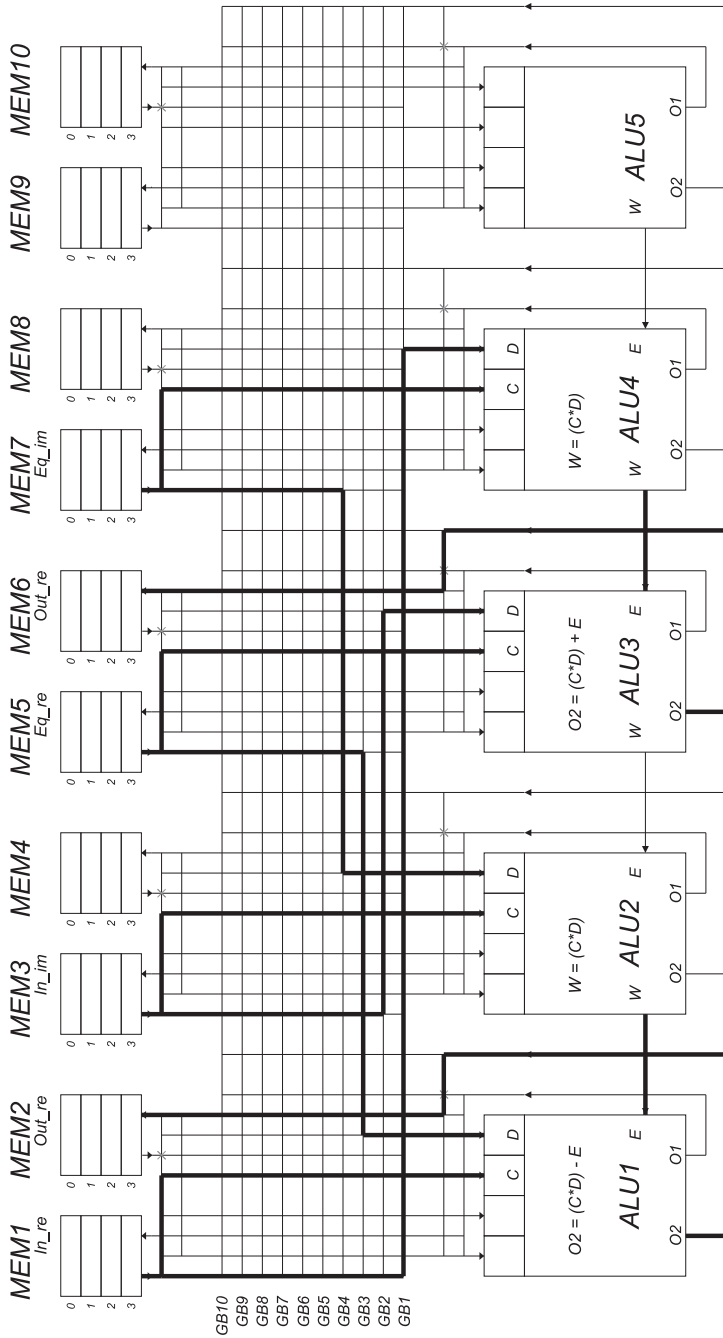 MEM1
In_re
0
1
2
3
MEM2
Out_re
0
1
2
3
MEM3
In_im
0
1
2
3
MEM4
0
1
2
3
MEM5
Eq_re
0
1
2
3
MEM6
Out_re
0
1
2
3
MEM7
Eq_im
0
1
2
3
MEM8
0
1
2
3
MEM9
0
1
2
3
MEM10
0
1
2
3
GB10
GB9
GB8
GB7
GB6
GB5
GB4
GB3
GB2
GB1
C D
O2 = (C*D) - E
ALU1 E
O2 O1
C D
W = (C*D)
W ALU2 E
O2 O1
C D
O2 = (C*D) + E
W ALU3 E
O2 O1
C D
W = (C*D)
W ALU4 E
O2 O1
W ALU5
O2 O1